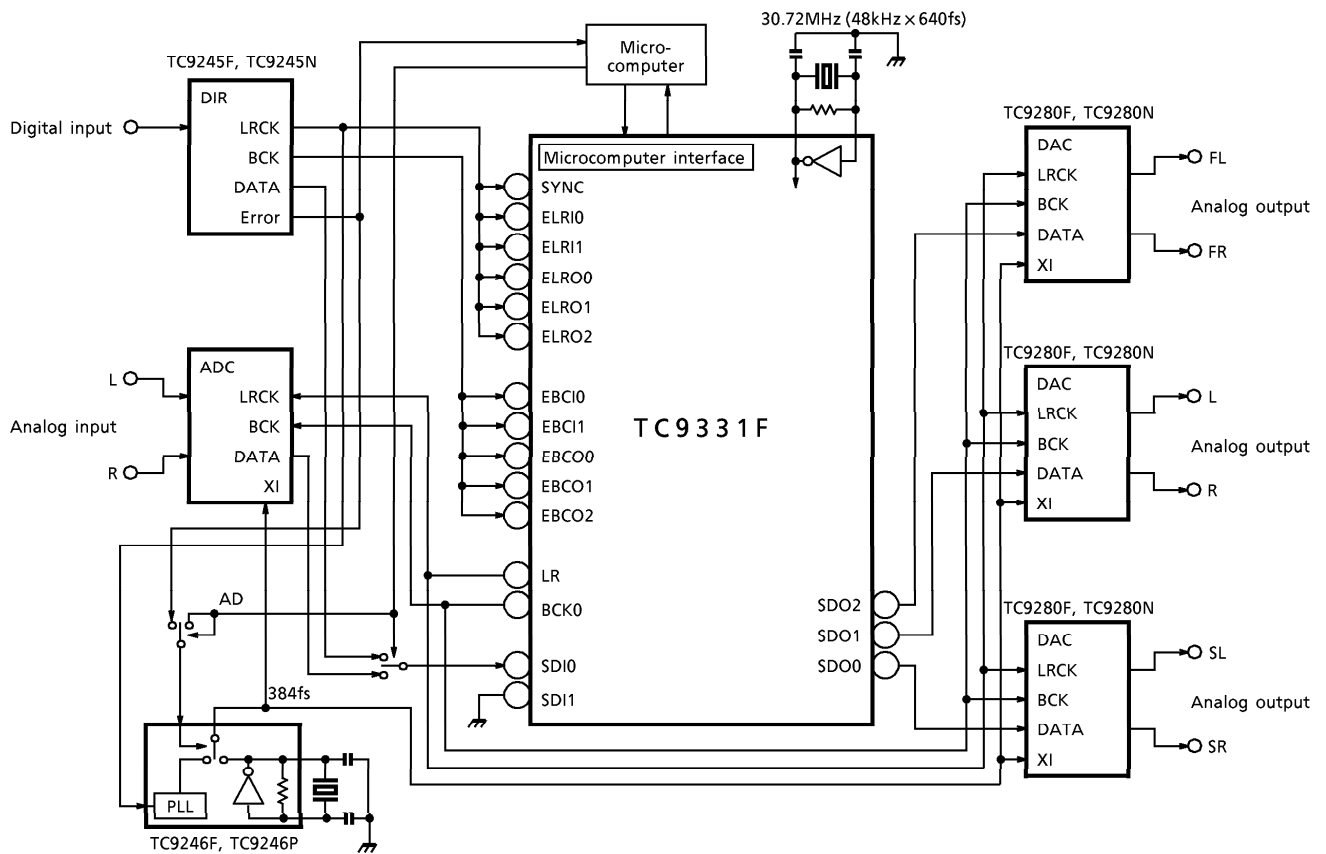 30.72MHz (48kHz×640fs)
Micro-
computer
TC9245F, TC9245N
DIR
Digital input
LRCK
BCK
DATA
Error
Microcomputer interface
SYNC
ELRI0
ELRI1
ELRO0
ELRO1
ELRO2
EBCI0
EBCI1
EBCO0
EBCO1
EBCO2
LR
BCK0
SDI0
SDI1
TC9331F
SDO2
SDO1
SDO0
ADC
L
Analog input
R
LRCK
BCK
DATA
XI
AD
384fs
PLL
TC9246F, TC9246P
TC9280F, TC9280N
DAC
LRCK
BCK
DATA
XI
FL
Analog output
FR
TC9280F, TC9280N
DAC
LRCK
BCK
DATA
XI
L
Analog output
R
TC9280F, TC9280N
DAC
LRCK
BCK
DATA
XI
SL
Analog output
SR